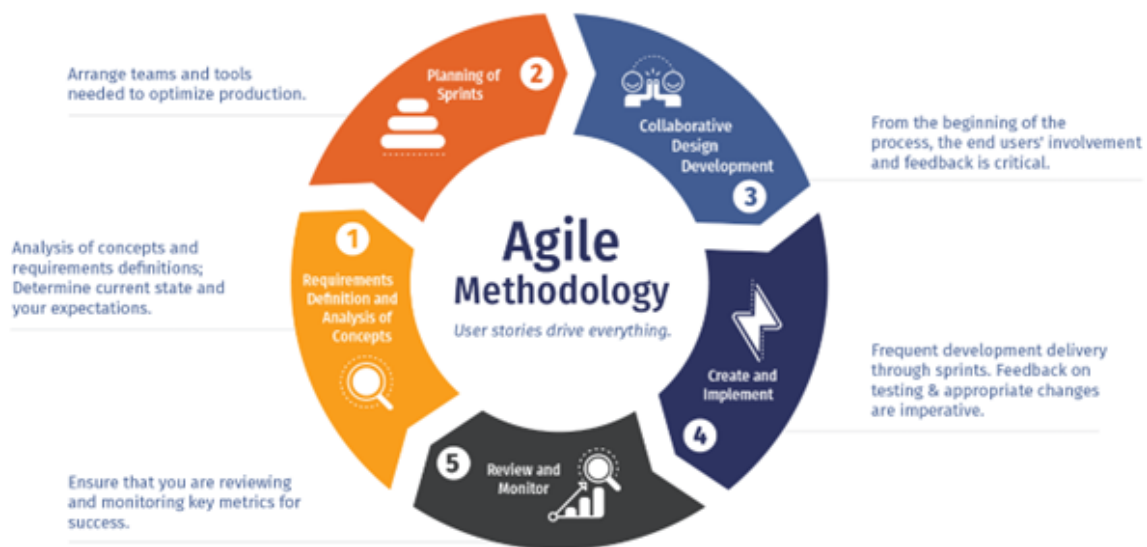 Agile
Methodology
User stories drive everything.
1
Requirements
Definition and
Analysis of
Concepts
Analysis of concepts and
requirements definitions;
Determine current state and
your expectations.
2
Planning of
Sprints
Arrange teams and tools
needed to optimize production.
3
Collaborative
Design
Development
From the beginning of the
process, the end users' involvement
and feedback is critical.
4
Create and
Implement
Frequent development delivery
through sprints. Feedback on
testing & appropriate changes
are imperative.
5
Review and
Monitor
Ensure that you are reviewing
and monitoring key metrics for
success.